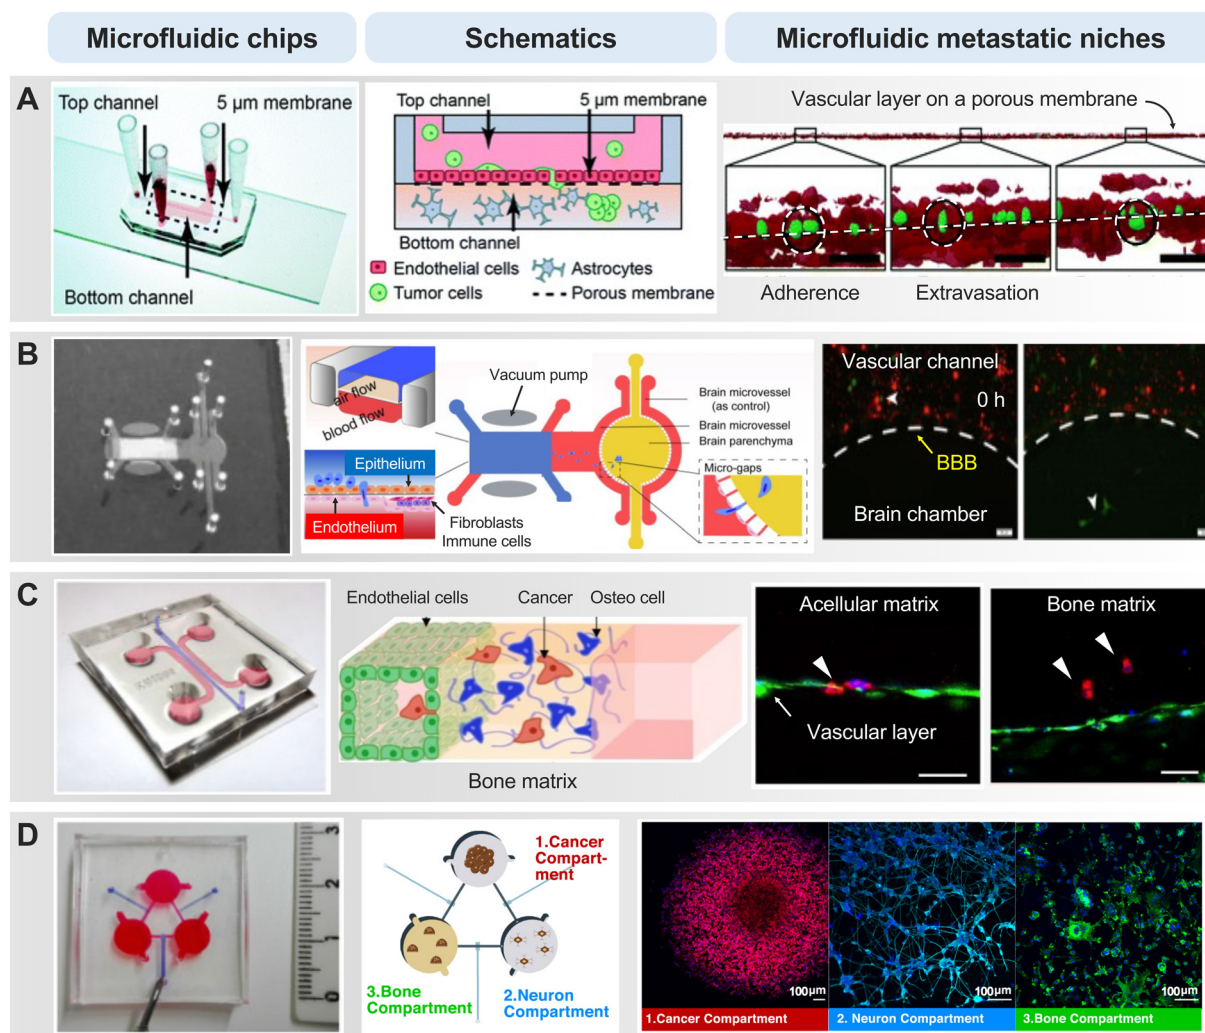 Microfluidic chips
Schematics
Microfluidic metastatic niches
A
Top channel
5 µm membrane
Bottom channel
Top channel
5 µm membrane
Bottom channel
Endothelial cells
Astrocytes
Tumor cells
Porous membrane
Vascular layer on a porous membrane
Adherence
Extravasation
B
air flow
blood flow
Vacuum pump
Epithelium
Endothelium
Fibroblasts
Immune cells
Brain microvessel
(as control)
Brain microvessel
Brain parenchyma
Micro-gaps
Vascular channel
0 h
BBB
Brain chamber
C
Endothelial cells
Cancer
Osteo cell
Bone matrix
Acellular matrix
Vascular layer
Bone matrix
D
3
2
1
0
1.Cancer
Compart-
ment
3.Bone
Compartment
2.Neuron
Compartment
100µm
100µm
100µm
1.Cancer Compartment
2. Neuron Compartment
3.Bone Compartment